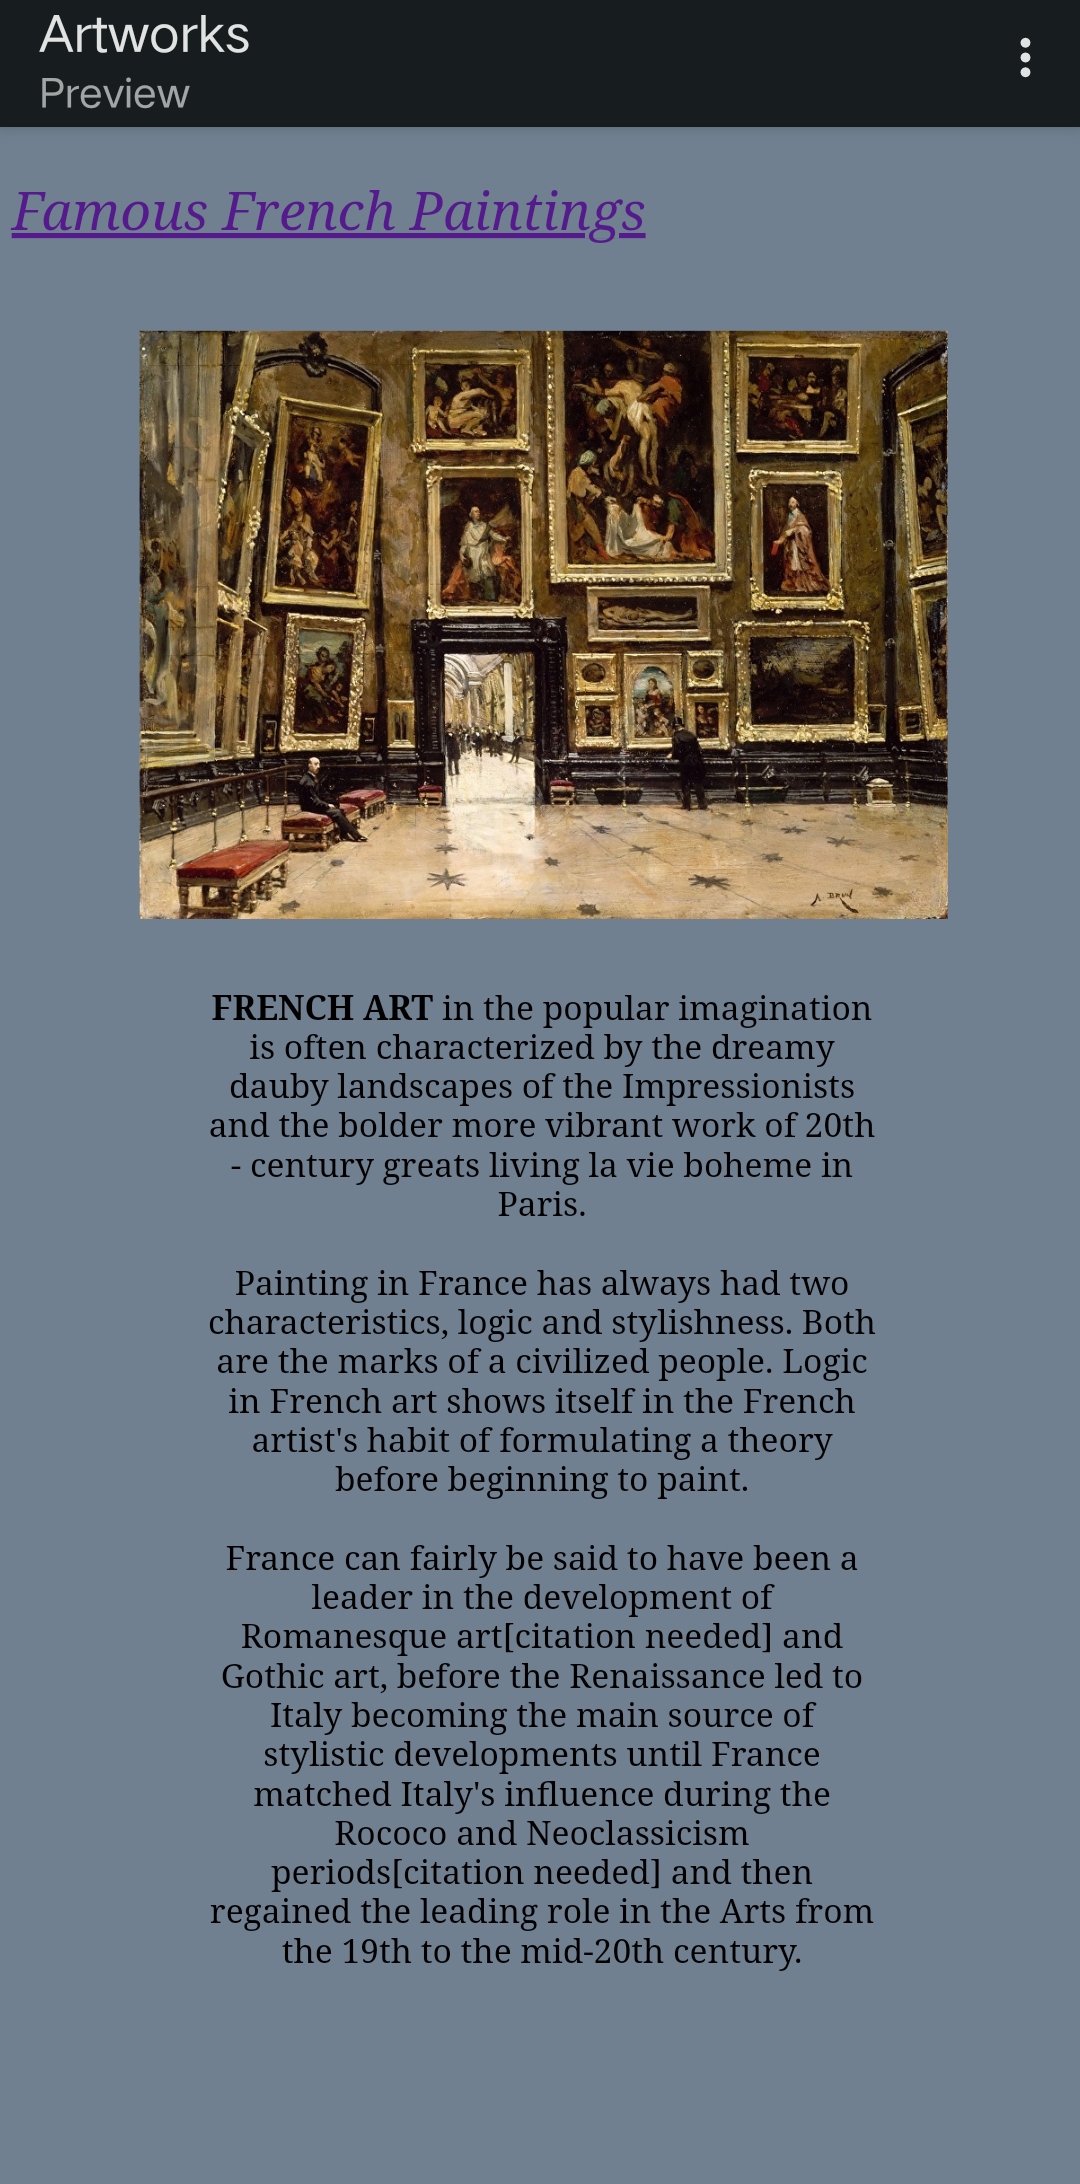 Artworks
Preview
Famous French Paintings
A BRUN
FRENCH ART in the popular imagination
is often characterized by the dreamy
dauby landscapes of the Impressionists
and the bolder more vibrant work of 20th
- century greats living la vie boheme in
Paris.
Painting in France has always had two
characteristics, logic and stylishness. Both
are the marks of a civilized people. Logic
in French art shows itself in the French
artist's habit of formulating a theory
before beginning to paint.
France can fairly be said to have been a
leader in the development of
Romanesque art[citation needed] and
Gothic art, before the Renaissance led to
Italy becoming the main source of
stylistic developments until France
matched Italy's influence during the
Rococo and Neoclassicism
periods[citation needed] and then
regained the leading role in the Arts from
the 19th to the mid-20th century.